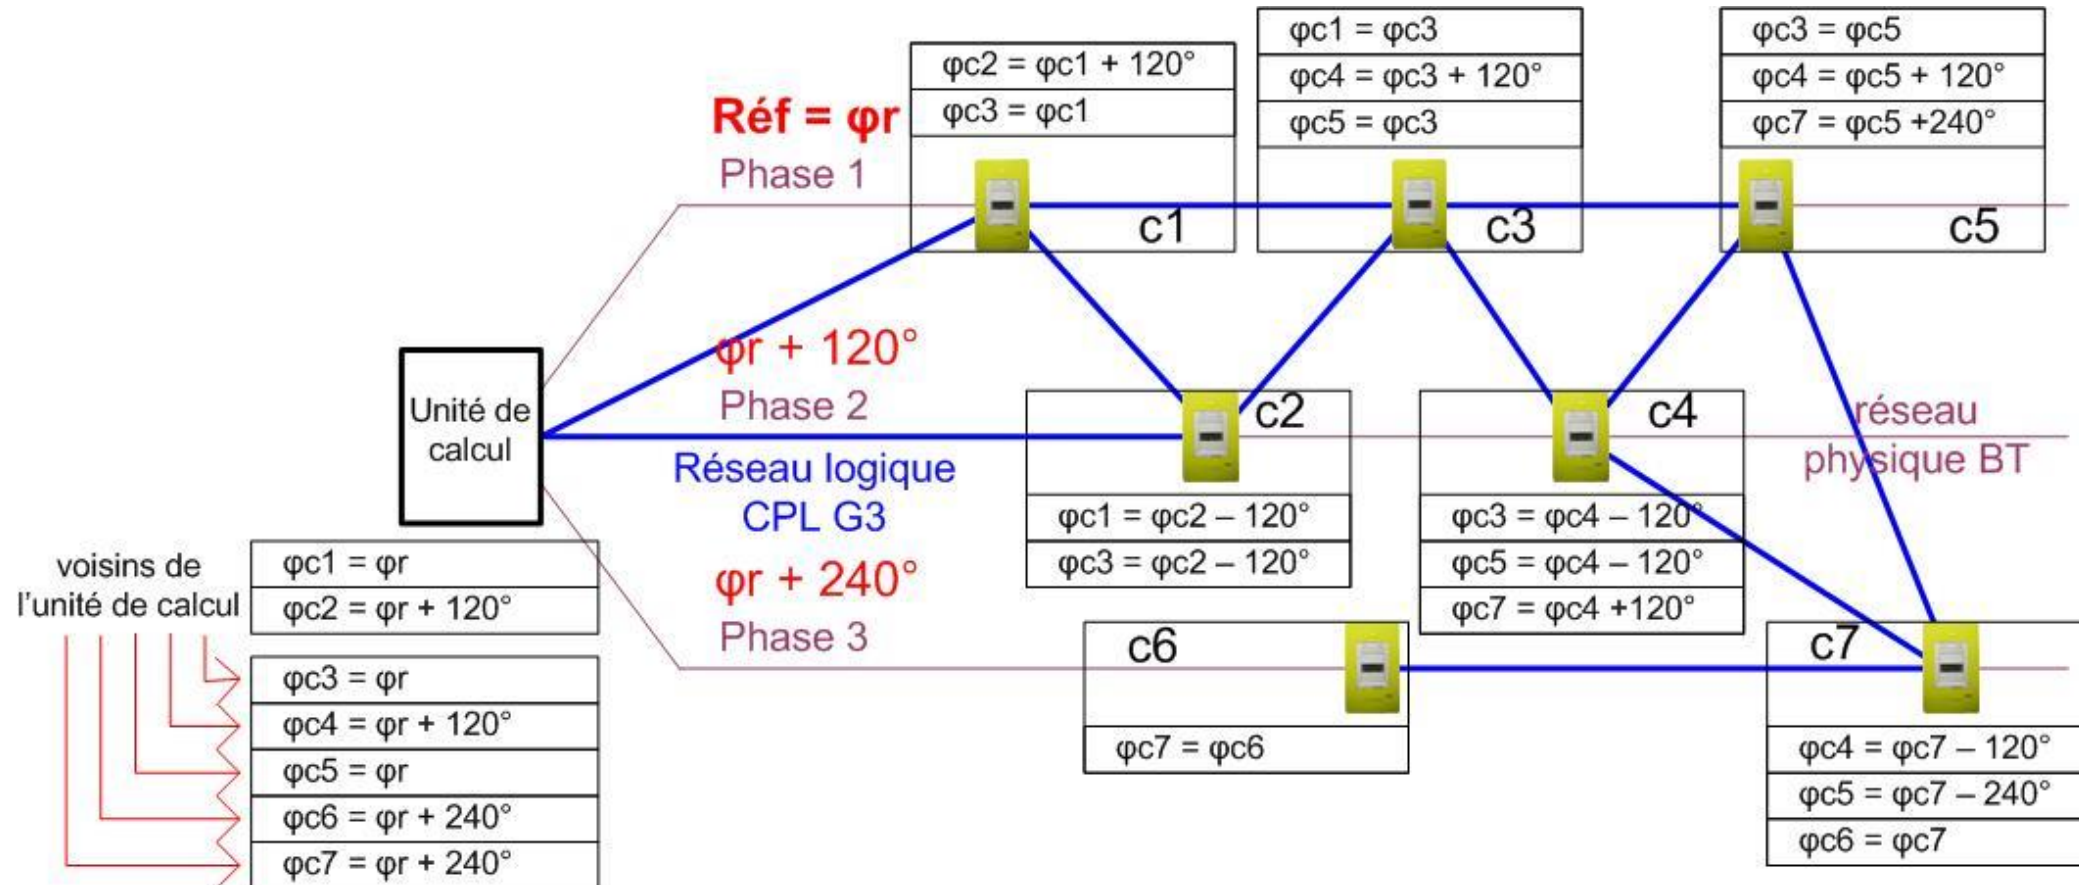 φc2 = φc1 + 120°
φc3 = φc1
φc1 = φc3
φc4 = φc3 + 120°
φc5 = φc3
φc3 = φc5
φc4 = φc5 + 120°
φc7 = φc5 +240°
Réf = φr
Phase 1
c1
c3
c5
φr + 120°
Phase 2
Unité de
calcul
Réseau logique
CPL G3
c2
c4
réseau
physique BT
φc1 = φc2 – 120°
φc3 = φc2 – 120°
φc3 = φc4 – 120°
φc5 = φc4 – 120°
φc7 = φc4 +120°
φr + 240°
Phase 3
voisins de
l'unité de calcul
φc1 = φr
φc2 = φr + 120°
φc3 = φr
φc4 = φr + 120°
φc5 = φr
φc6 = φr + 240°
φc7 = φr + 240°
c6
φc7 = φc6
c7
φc4 = φc7 – 120°
φc5 = φc7 – 240°
φc6 = φc7